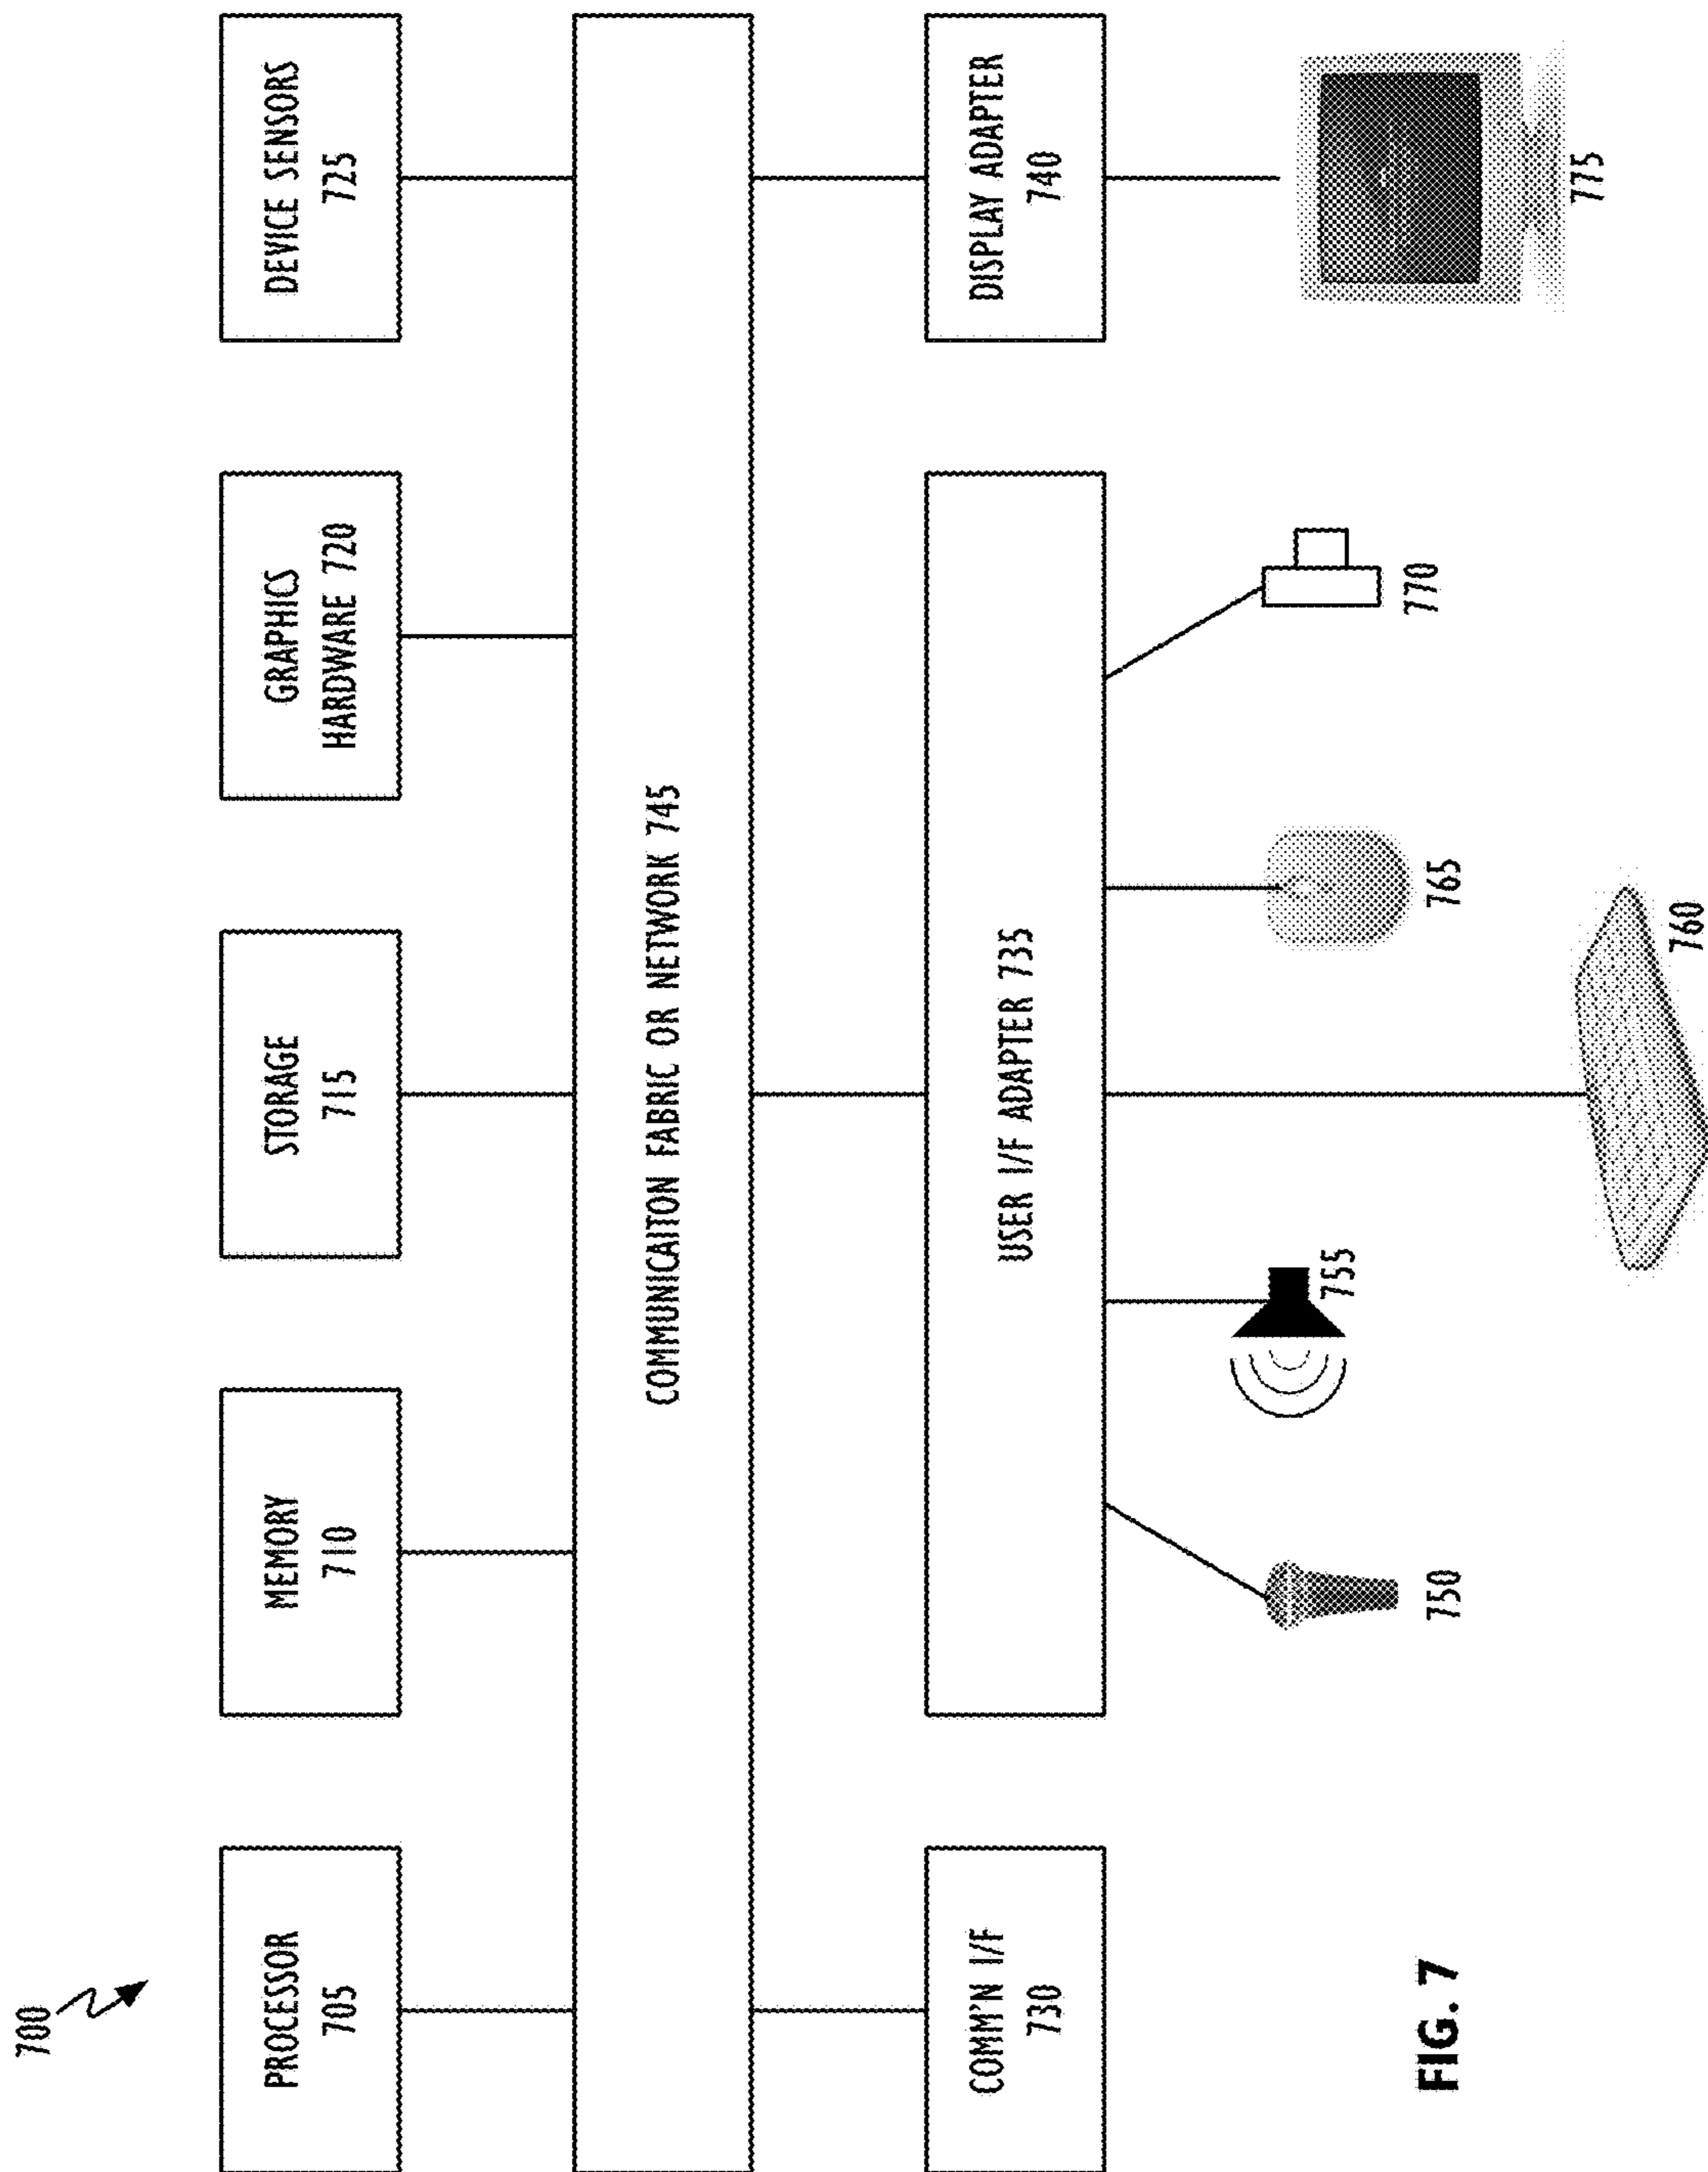 700
PROCESSOR
705
MEMORY
710
STORAGE
715
GRAPHICS
HARDWARE 720
DEVICE SENSORS
725
COMMUNICAITON FABRIC OR NETWORK 745
COMM'N I/F
730
USER I/F ADAPTER 735
DISPLAY ADAPTER
740
750
755
760
765
770
775
FIG. 7